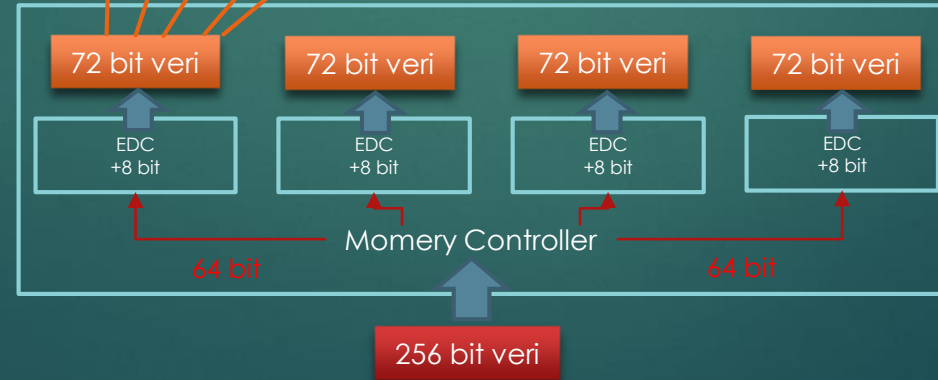 72 bit veri
72 bit veri
72 bit veri
72 bit veri
EDC
+8 bit
EDC
+8 bit
EDC
+8 bit
EDC
+8 bit
Momery Controller
64 bit
64 bit
256 bit veri